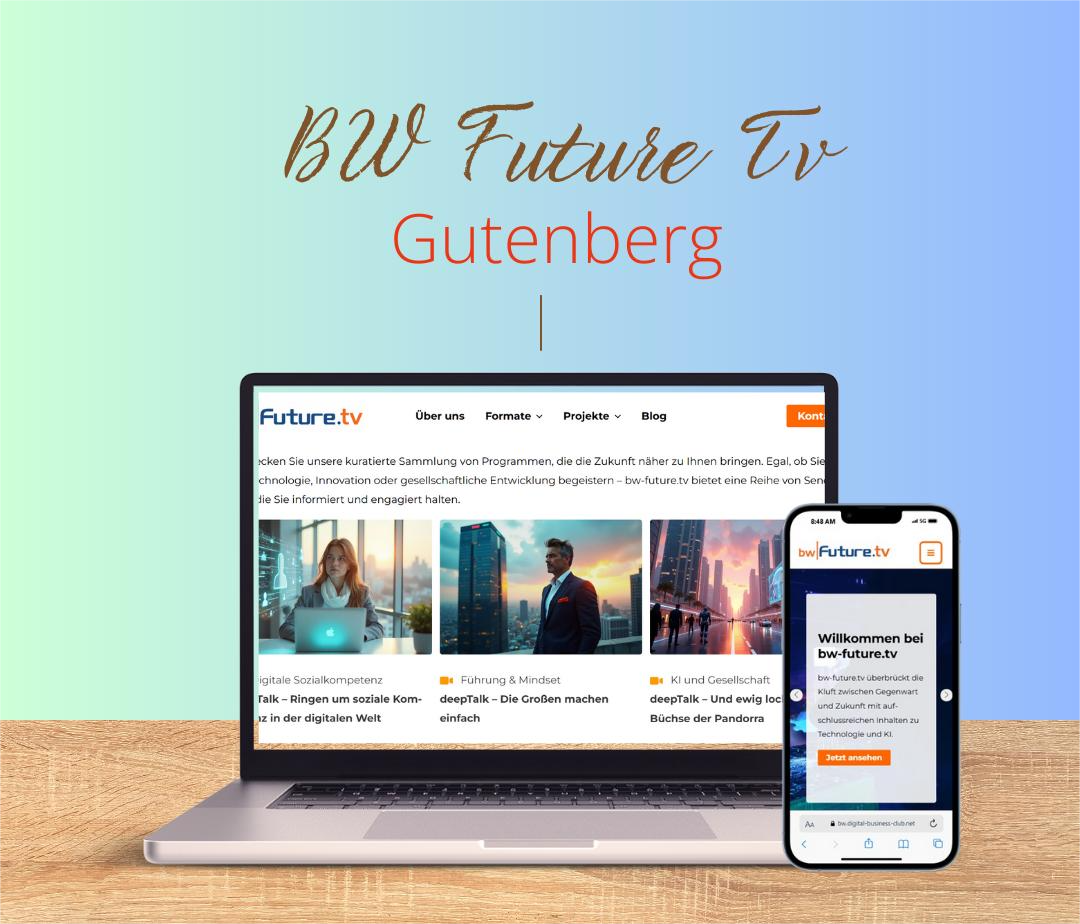 BW Future Tv
Gutenberg
Future.tv
Über uns Formate Projekte Blog
Konta
ecken Sie unsere kuratierte Sammlung von Programmen, die die Zukunft näher zu Ihnen bringen. Egal, ob Sie
chnologie, Innovation oder gesellschaftliche Entwicklung begeistern – bw-future.tv bietet eine Reihe von Send
die Sie informiert und engagiert halten.
igitale Sozialkompetenz
Talk – Ringen um soziale Kom-
nz in der digitalen Welt
Führung & Mindset
deepTalk – Die Großen machen
einfach
KI und Gesellschaft
deepTalk – Und ewig loc
Büchse der Pandorra
8:48 AM
5G
bw Future.tv
Willkommen bei
bw-future.tv
bw-future.tv überbrückt die
Kluft zwischen Gegenwart
und Zukunft mit auf-
schlussreichen Inhalten zu
Technologie und KI.
Jetzt ansehen
AA bw.digital-business-club.net